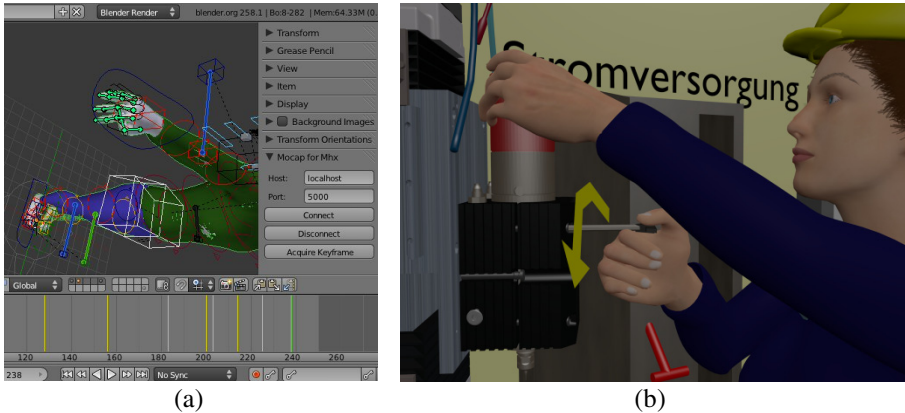 Blender Render
blender.org 258.1 | Bo:8-282 | Mem:64.33M (0.
Transform
Grease Pencil
View
Item
Display
Background Images
Transform Orientations
Mocap for Mhx
Host: localhost
Port: 5000
Connect
Disconnect
Acquire Keyframe
Global
120 140 160 180 200 220 240 260
238
No Sync
Stromversorgung
(a)
(b)